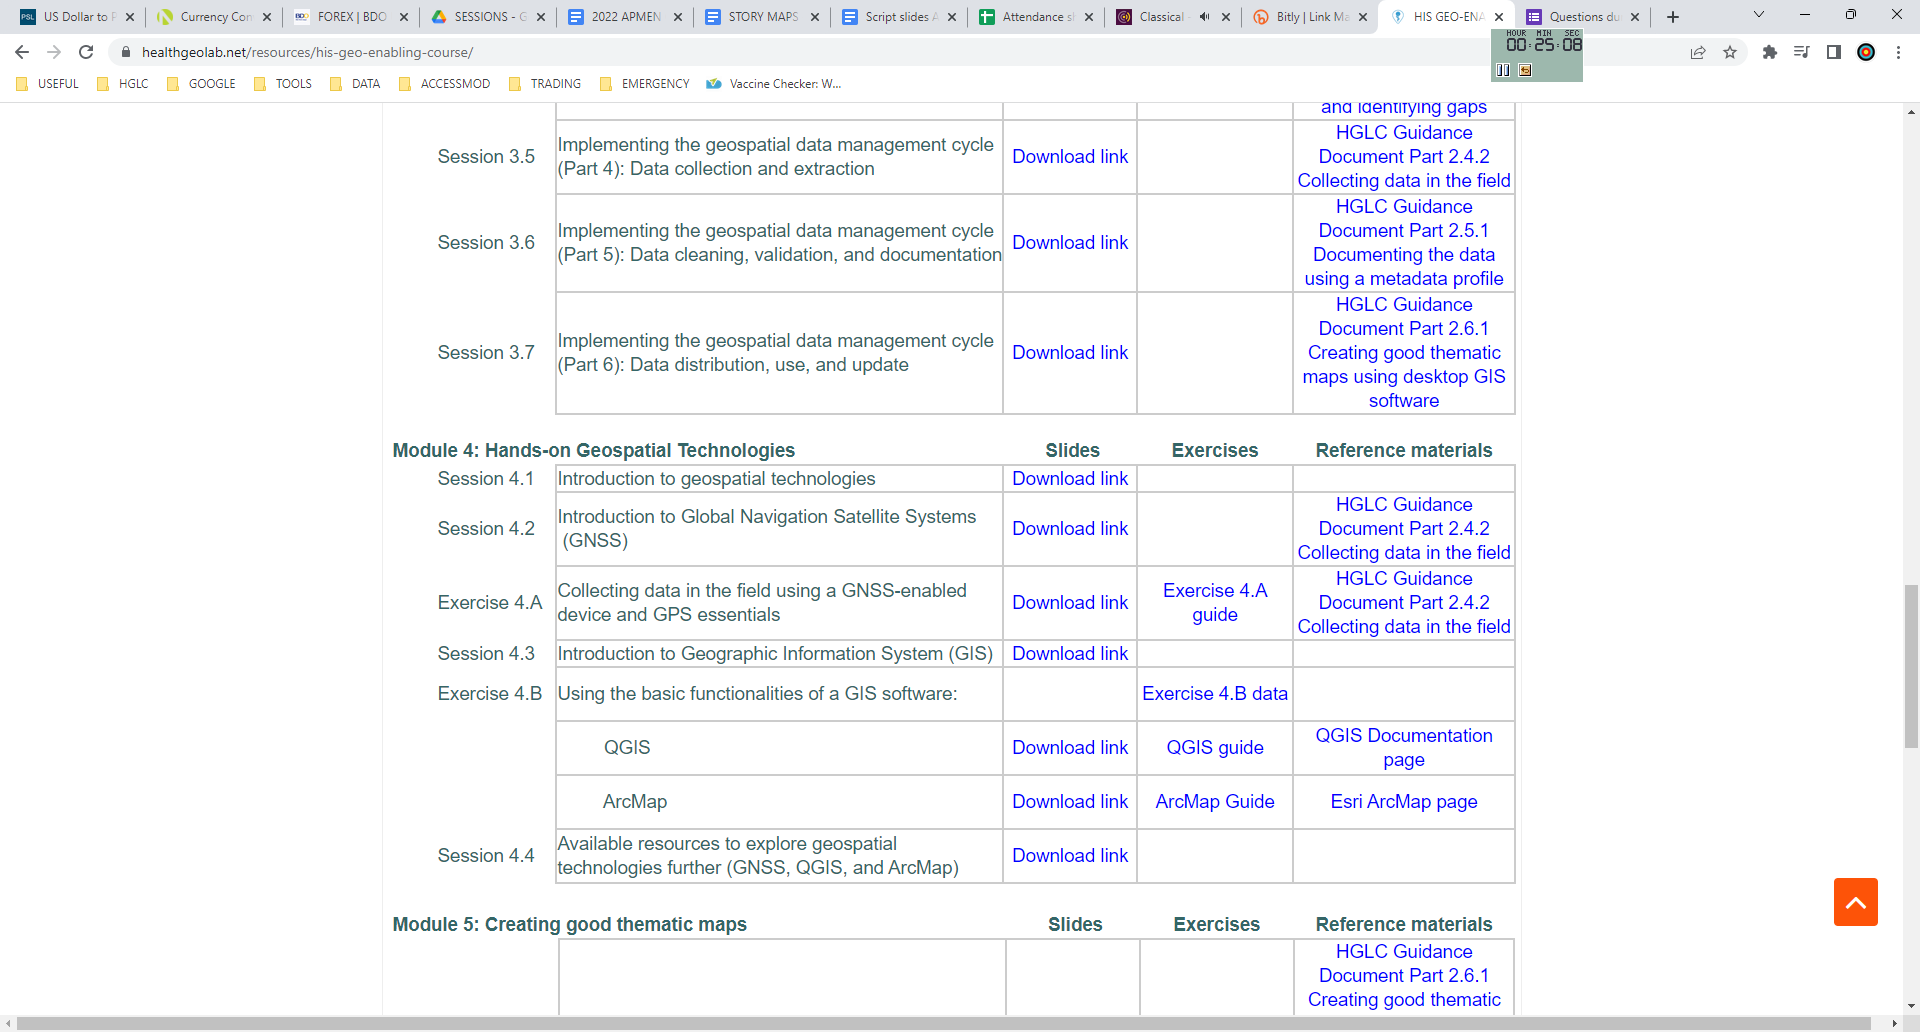 US Dollar to P
Currency Con
FOREX | BDO
SESSIONS - G
2022 APMEN
STORY MAPS
Script slides A
Attendance s
Classical
Bitly | Link Ma
HIS GEO-ENA
Questions du
healthgeolab.net/resources/his-geo-enabling-course/
HOUR MIN SEC
00:25:08
USEFUL
HGLC
GOOGLE
TOOLS
DATA
ACCESSMOD
TRADING
EMERGENCY
Vaccine Checker: W...
and identifying gaps
Session 3.5
Implementing the geospatial data management cycle
(Part 4): Data collection and extraction
Download link
HGLC Guidance
Document Part 2.4.2
Collecting data in the field
Session 3.6
Implementing the geospatial data management cycle
(Part 5): Data cleaning, validation, and documentation
Download link
HGLC Guidance
Document Part 2.5.1
Documenting the data
using a metadata profile
Session 3.7
Implementing the geospatial data management cycle
(Part 6): Data distribution, use, and update
Download link
HGLC Guidance
Document Part 2.6.1
Creating good thematic
maps using desktop GIS
software
Module 4: Hands-on Geospatial Technologies Slides Exercises Reference materials
Session 4.1 Introduction to geospatial technologies Download link
Session 4.2
Introduction to Global Navigation Satellite Systems
(GNSS)
Download link
HGLC Guidance
Document Part 2.4.2
Collecting data in the field
Exercise 4.A
Collecting data in the field using a GNSS-enabled
device and GPS essentials
Download link
Exercise 4.A
guide
HGLC Guidance
Document Part 2.4.2
Collecting data in the field
Session 4.3 Introduction to Geographic Information System (GIS) Download link
Exercise 4.B Using the basic functionalities of a GIS software: Exercise 4.B data
QGIS Download link QGIS guide
QGIS Documentation
page
ArcMap Download link ArcMap Guide Esri ArcMap page
Session 4.4
Available resources to explore geospatial
technologies further (GNSS, QGIS, and ArcMap)
Download link
Module 5: Creating good thematic maps Slides Exercises Reference materials
HGLC Guidance
Document Part 2.6.1
Creating good thematic